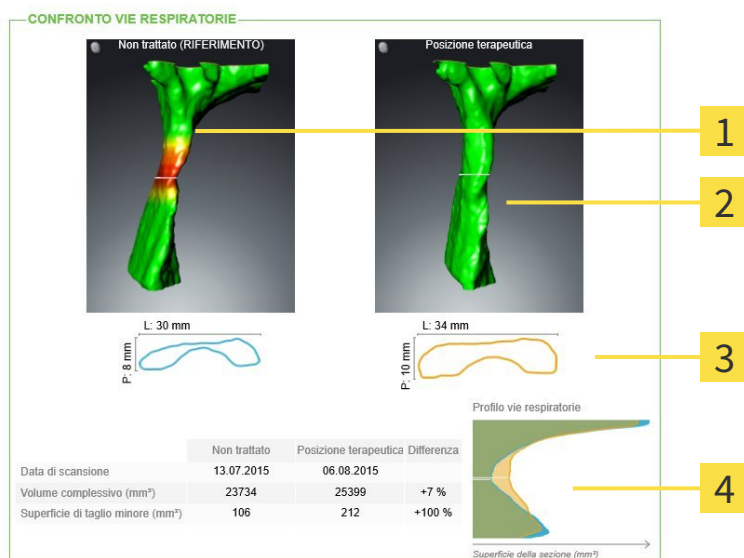 CONFRONTO VIE RESPIRATORIE
Non trattato (RIFERIMENTO)
Posizione terapeutica
1
2
L: 30 mm
P: 8 mm
L: 34 mm
P: 10 mm
3
Profilo vie respiratorie
Non trattato Posizione terapeutica Differenza
Data di scansione 13.07.2015 06.08.2015
Volume complessivo (mm³) 23734 25399 +7 %
Superficie di taglio minore (mm²) 106 212 +100 %
4
Superficie della sezione (mm²)